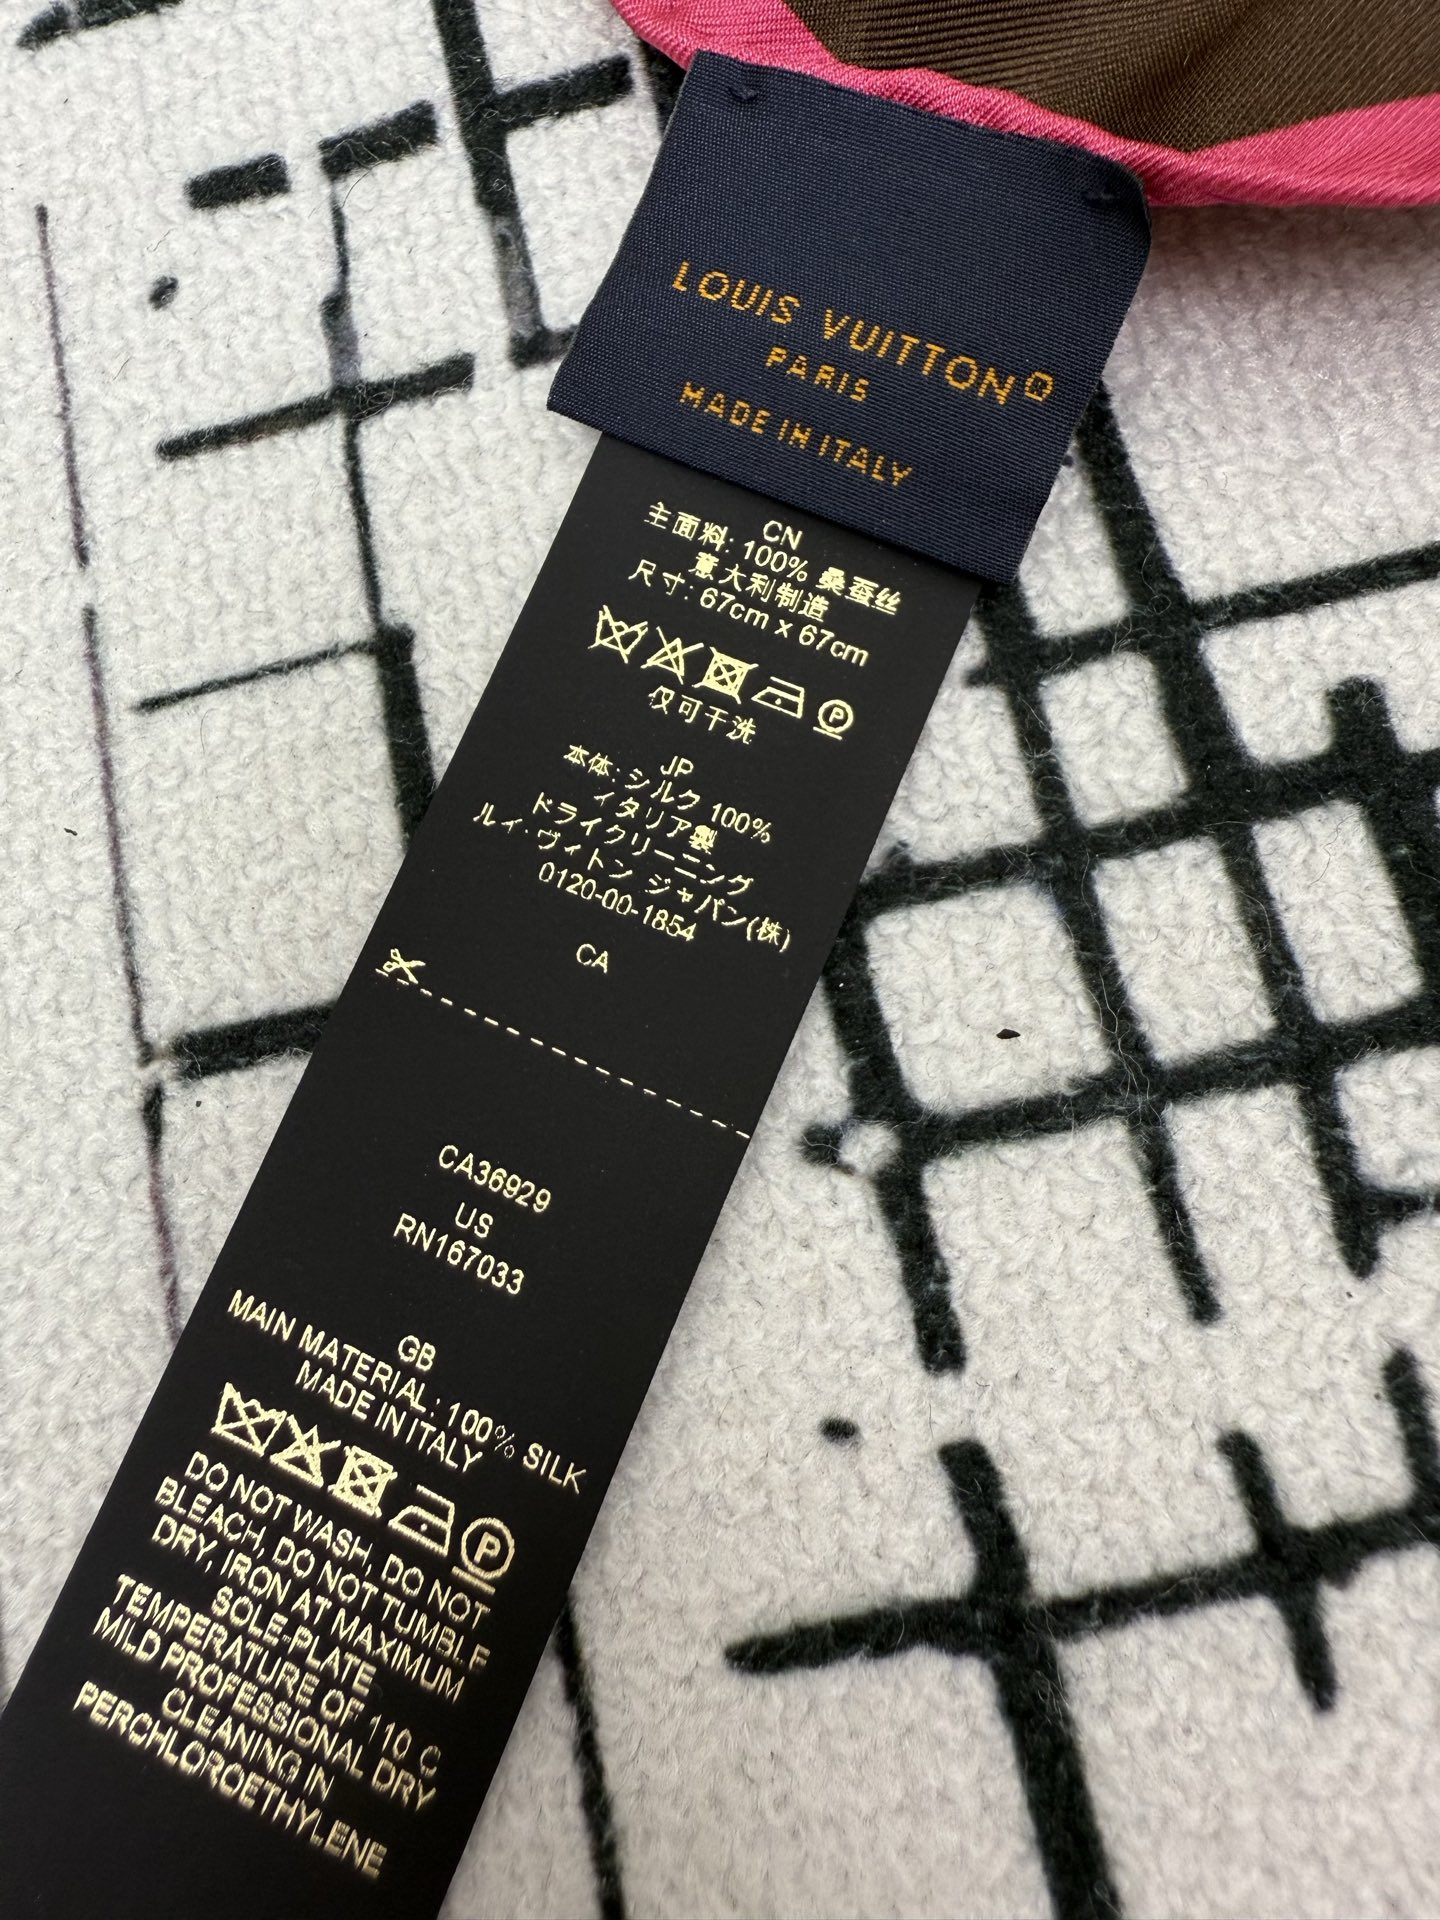 LOUIS VUITTON®
PARIS
MADE IN ITALY
CN
主面料: 100% 桑蚕丝
意大利制造
尺寸: 67cm x 67cm
P
仅可干洗
JP
本体: シルク 100%
イタリア製
ドライクリーニング
ルイ・ヴィトン ジャパン(株)
0120-00-1854
CA
CA36929
US
RN167033
GB
MAIN MATERIAL: 100% SILK
MADE IN ITALY
P
DO NOT WASH, DO NOT
BLEACH, DO NOT TUMBLE
DRY, IRON AT MAXIMUM
SOLE-PLATE
TEMPERATURE OF 110 C
MILD PROFESSIONAL DRY
CLEANING IN
PERCHLOROETHYLENE